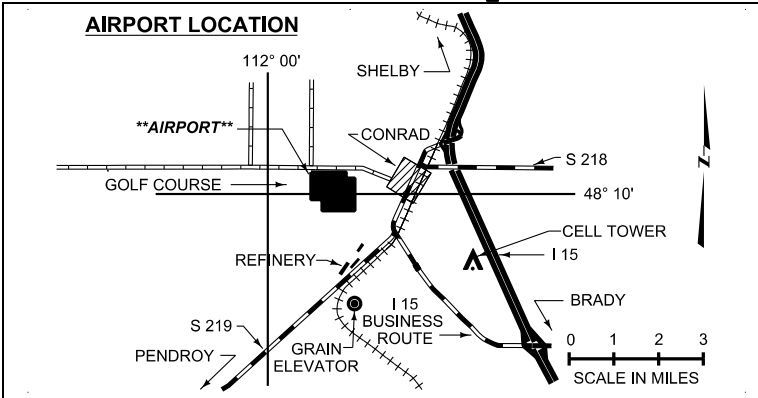 AIRPORT LOCATION
112° 00'
SHELBY
**AIRPORT**
CONRAD
S 218
GOLF COURSE
48° 10'
CELL TOWER
REFINERY
I 15
BRADY
S 219
I 15
BUSINESS
ROUTE
PENDROY
GRAIN
ELEVATOR
0 1 2 3
SCALE IN MILES
N